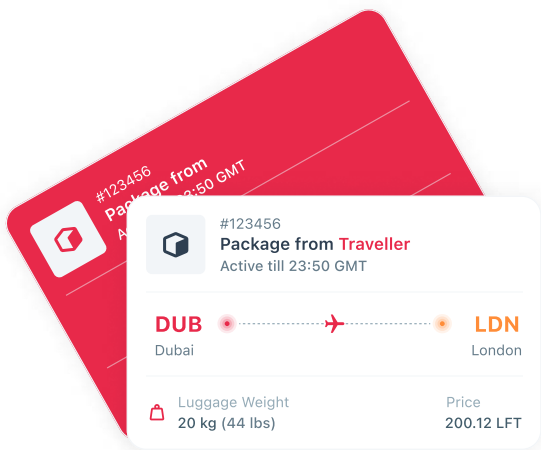 #123456
Package from
23:50 GMT
#123456
Package from Traveller
Active till 23:50 GMT
DUB
LDN
Dubai
London
Luggage Weight
Price
20 kg (44 lbs)
200.12 LFT